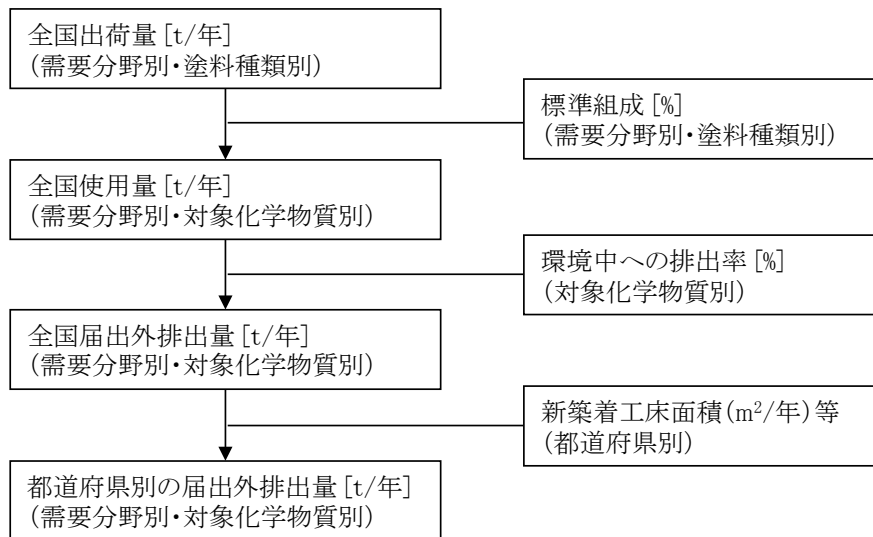 全国出荷量[t/年]
(需要分野別・塗料種類別)
標準組成[%]
(需要分野別・塗料種類別)
全国使用量[t/年]
(需要分野別・対象化学物質別)
環境中への排出率[%]
(対象化学物質別)
全国届出外排出量[t/年]
(需要分野別・対象化学物質別)
新築着工床面積(m²/年)等
(都道府県別)
都道府県別の届出外排出量[t/年]
(需要分野別・対象化学物質別)